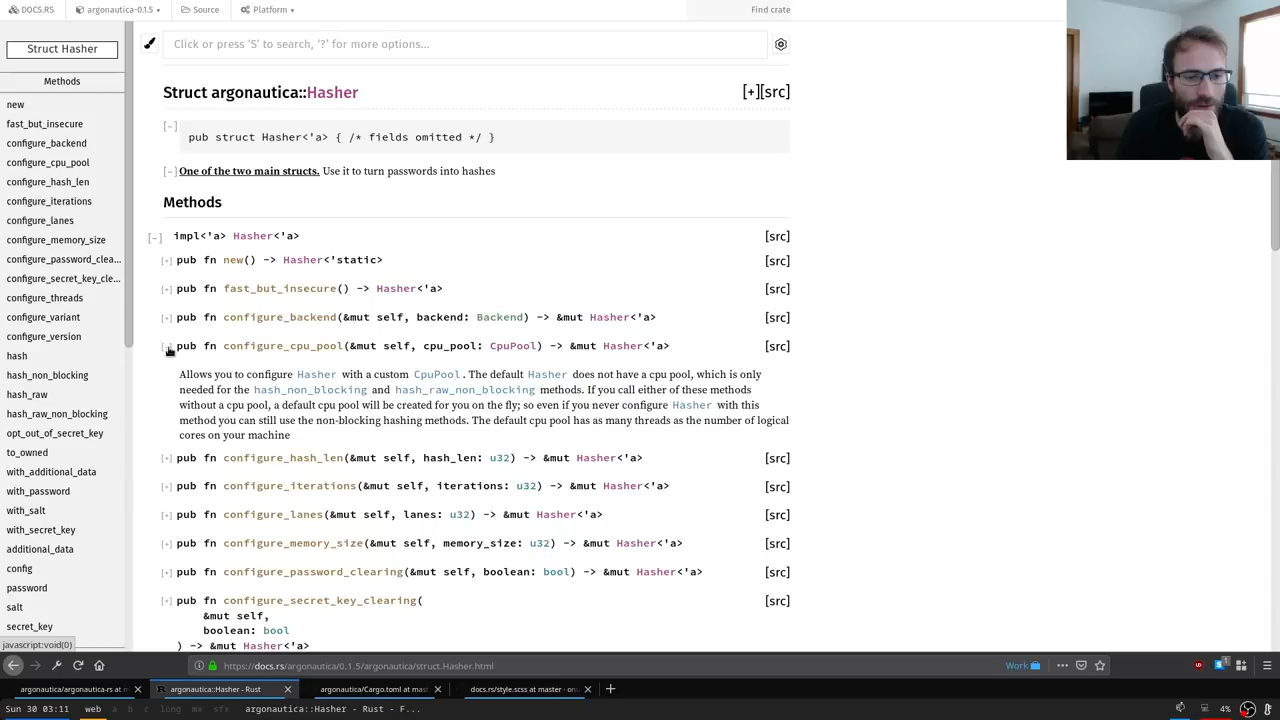 DOCS.RS
argonautica-0.1.5
Source
Platform
Find crate
Struct Hasher
Methods
new
fast_but_insecure
configure_backend
configure_cpu_pool
configure_hash_len
configure_iterations
configure_lanes
configure_memory_size
configure_password_clea...
configure_secret_key_cle...
configure_threads
configure_variant
configure_version
hash
hash_non_blocking
hash_raw
hash_raw_non_blocking
opt_out_of_secret_key
to_owned
with_additional_data
with_password
with_salt
with_secret_key
additional_data
config
password
salt
secret_key
javascript:void(0)
Click or press 'S' to search, '?' for more options...
Struct argonautica::Hasher
[+][src]
[-]
pub struct Hasher<'a> { /* fields omitted */ }
[-] One of the two main structs. Use it to turn passwords into hashes
Methods
[-] impl<'a> Hasher<'a> [src]
[+] pub fn new() -> Hasher<'static> [src]
[+] pub fn fast_but_insecure() -> Hasher<'a> [src]
[+] pub fn configure_backend(&mut self, backend: Backend) -> &mut Hasher<'a> [src]
pub fn configure_cpu_pool(&mut self, cpu_pool: CpuPool) -> &mut Hasher<'a> [src]
Allows you to configure Hasher with a custom CpuPool. The default Hasher does not have a cpu pool, which is only
needed for the hash_non_blocking and hash_raw_non_blocking methods. If you call either of these methods
without a cpu pool, a default cpu pool will be created for you on the fly; so even if you never configure Hasher with this
method you can still use the non-blocking hashing methods. The default cpu pool has as many threads as the number of logical
cores on your machine
[+] pub fn configure_hash_len(&mut self, hash_len: u32) -> &mut Hasher<'a> [src]
[+] pub fn configure_iterations(&mut self, iterations: u32) -> &mut Hasher<'a> [src]
[+] pub fn configure_lanes(&mut self, lanes: u32) -> &mut Hasher<'a> [src]
[+] pub fn configure_memory_size(&mut self, memory_size: u32) -> &mut Hasher<'a> [src]
[+] pub fn configure_password_clearing(&mut self, boolean: bool) -> &mut Hasher<'a> [src]
[+] pub fn configure_secret_key_clearing( [src]
&mut self,
boolean: bool
) -> &mut Hasher<'a>
https://docs.rs/argonautica/0.1.5/argonautica/struct.Hasher.html
Work
argonautica/argonautica-rs at m
argonautica::Hasher - Rust
argonautica/Cargo.toml at mast
docs.rs/style.scss at master · on
Sun 30 03:11 web a b c long mx sfx argonautica::Hasher - Rust - F...
4%